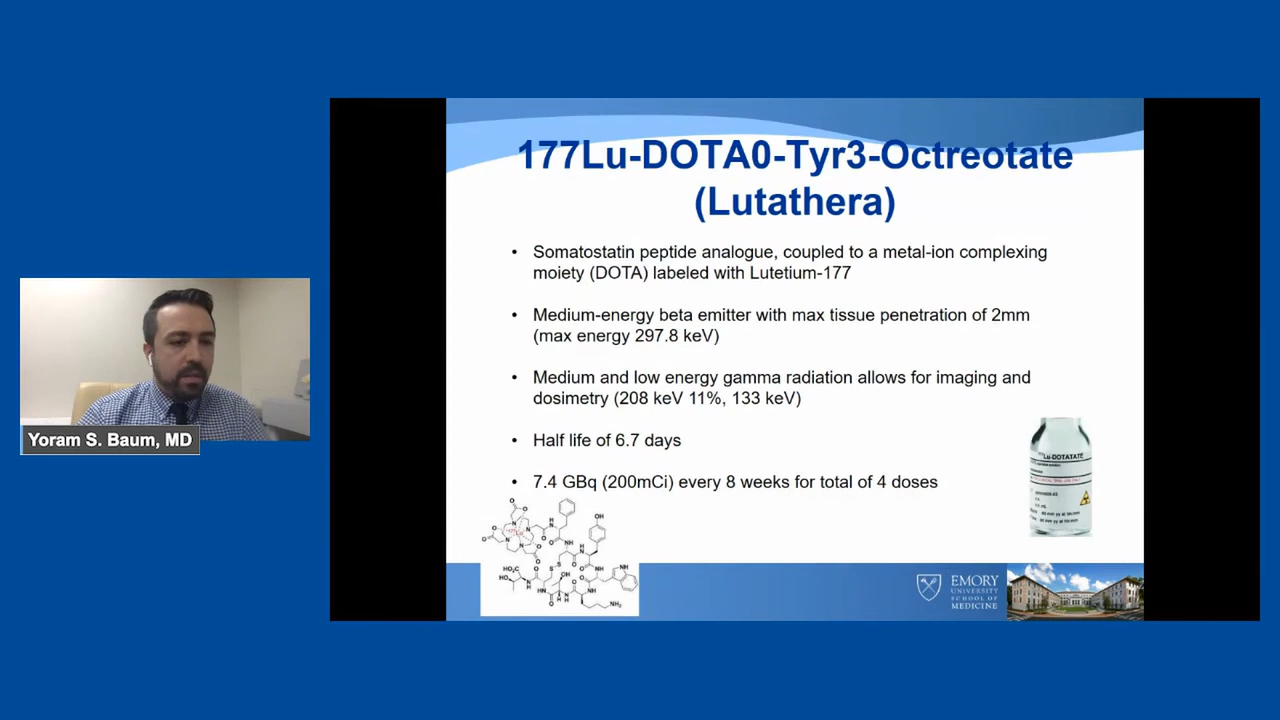 177Lu-DOTA0-Tyr3-Octreotate
(Lutathera)
• Somatostatin peptide analogue, coupled to a metal-ion complexing
moiety (DOTA) labeled with Lutetium-177
• Medium-energy beta emitter with max tissue penetration of 2mm
(max energy 297.8 keV)
• Medium and low energy gamma radiation allows for imaging and
dosimetry (208 keV 11%, 133 keV)
• Half life of 6.7 days
• 7.4 GBq (200mCi) every 8 weeks for total of 4 doses
Yoram S. Baum, MD
Lu-DOTATATE
EMORY
UNIVERSITY
SCHOOL OF
MEDICINE